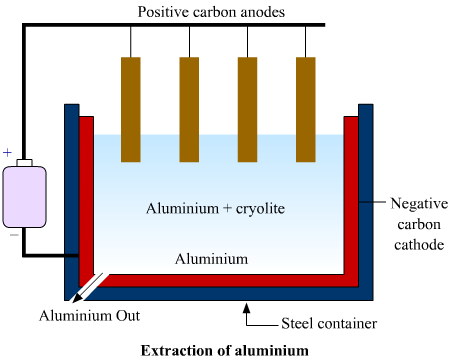 Positive carbon anodes
+
−
Aluminium + cryolite
Negative
carbon
cathode
Aluminium
Aluminium Out
Steel container
Extraction of aluminium